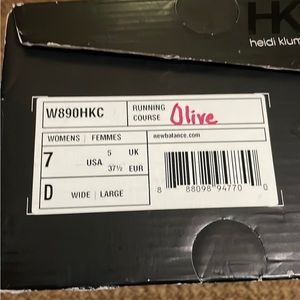 HK
heidi klum
W890HKC
RUNNING
COURSE
Olive
WOMENS | FEMMES
newbalance.com
7
USA
5 UK
37½ EUR
D
WIDE | LARGE
8 88098 94770 0